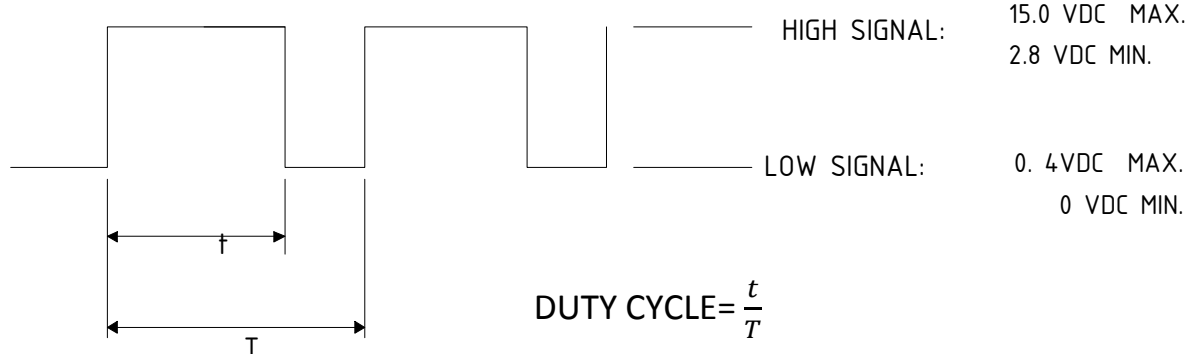 HIGH SIGNAL: 15.0 VDC MAX.
2.8 VDC MIN.
LOW SIGNAL: 0. 4VDC MAX.
0 VDC MIN.
t
DUTY CYCLE= t/T
T